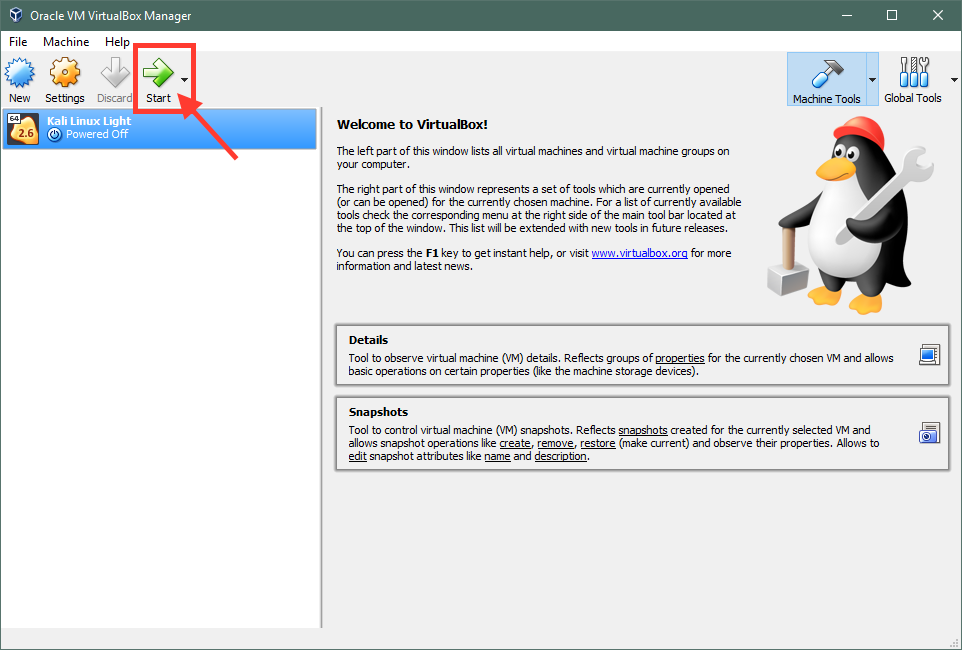 Oracle VM VirtualBox Manager
File Machine Help
New Settings Discard Start Machine Tools Global Tools
64
2.6
Kali Linux Light
Powered Off
Welcome to VirtualBox!
The left part of this window lists all virtual machines and virtual machine groups on
your computer.
The right part of this window represents a set of tools which are currently opened
(or can be opened) for the currently chosen machine. For a list of currently available
tools check the corresponding menu at the right side of the main tool bar located at
the top of the window. This list will be extended with new tools in future releases.
You can press the F1 key to get instant help, or visit www.virtualbox.org for more
information and latest news.
Details
Tool to observe virtual machine (VM) details. Reflects groups of properties for the currently chosen VM and allows
basic operations on certain properties (like the machine storage devices).
Snapshots
Tool to control virtual machine (VM) snapshots. Reflects snapshots created for the currently selected VM and
allows snapshot operations like create, remove, restore (make current) and observe their properties. Allows to
edit snapshot attributes like name and description.